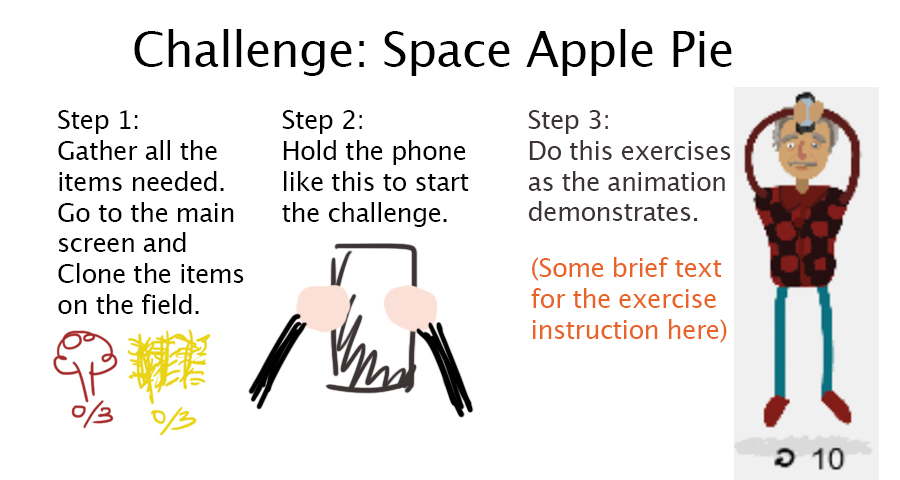 Challenge: Space Apple Pie
Step 1:
Gather all the
items needed.
Go to the main
screen and
Clone the items
on the field.
0/3
0/3
Step 2:
Hold the phone
like this to start
the challenge.
Step 3:
Do this exercises
as the animation
demonstrates.
(Some brief text
for the exercise
instruction here)
10